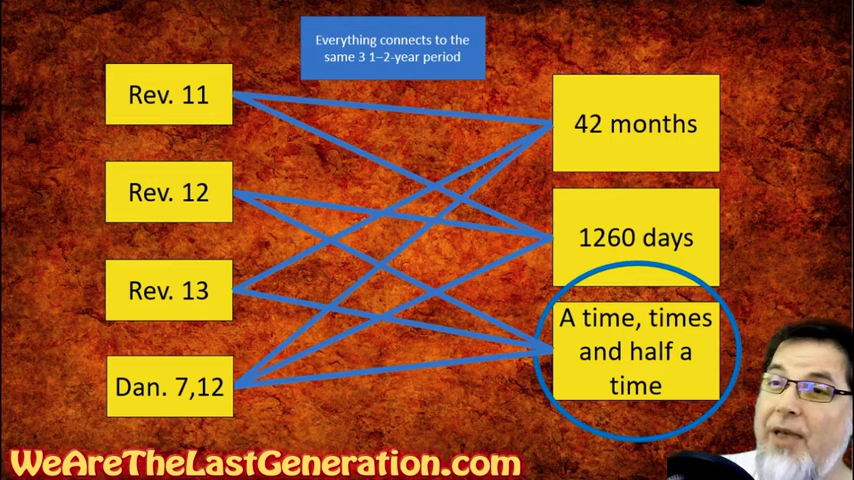 Everything connects to the
same 3 1–2-year period
Rev. 11
Rev. 12
Rev. 13
Dan. 7,12
42 months
1260 days
A time, times
and half a
time
WeAreTheLastGeneration.com